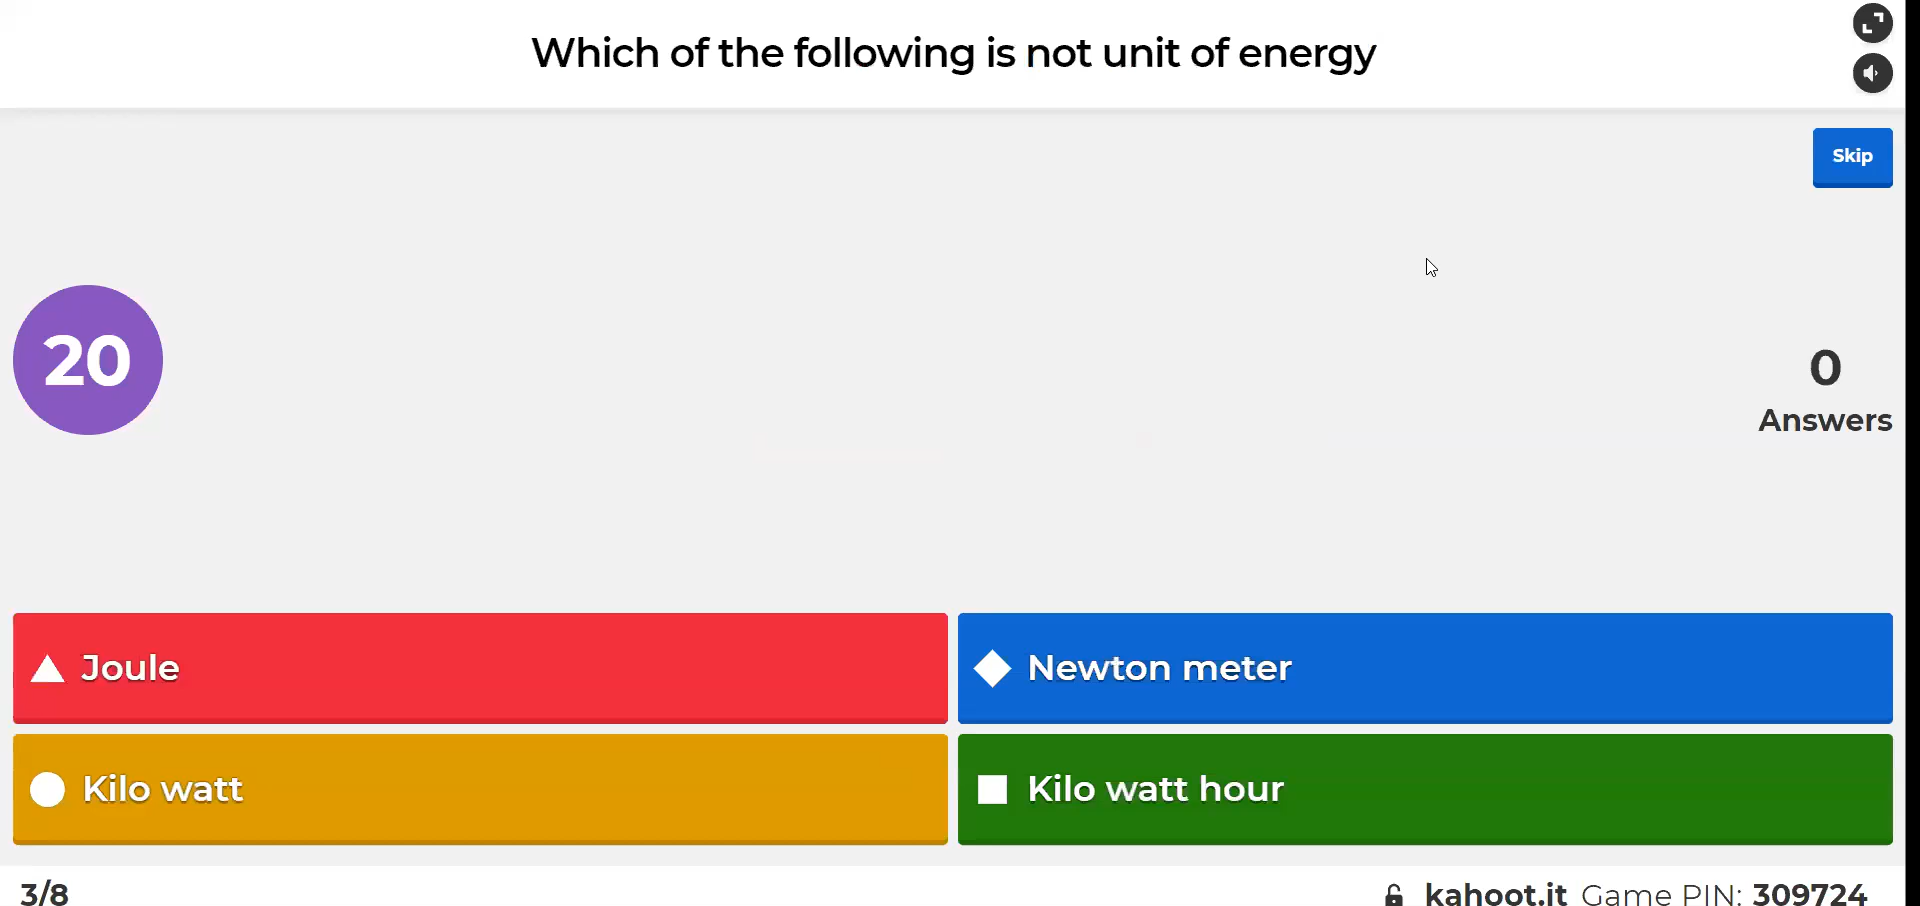 Which of the following is not unit of energy
Skip
20
0
Answers
Joule
Newton meter
Kilo watt
Kilo watt hour
3/8
kahoot.it Game PIN: 309724